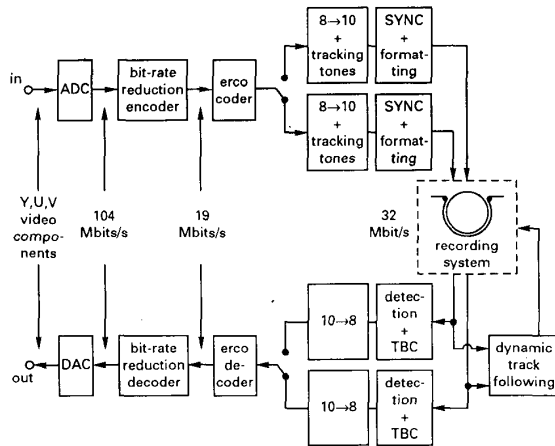 in
ADC
bit-rate
reduction
encoder
erco
coder
8→10
+
tracking
tones
SYNC
+
format-
ting
8→10
+
tracking
tones
SYNC
+
format-
ting
Y,U,V
video
compo-
nents
104
Mbits/s
19
Mbits/s
32
Mbit/s
recording
system
out
DAC
bit-rate
reduction
decoder
erco
de-
coder
10→8
detec-
tion
+
TBC
10→8
detec-
tion
+
TBC
dynamic
track
following